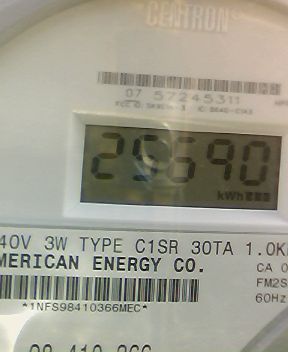 CENTRON
07 57245311
25690
kWh
40V 3W TYPE C1SR 30TA 1.0K
MERICAN ENERGY CO.
CA 0
FM2S
60Hz
*1NFS98410366MEC*